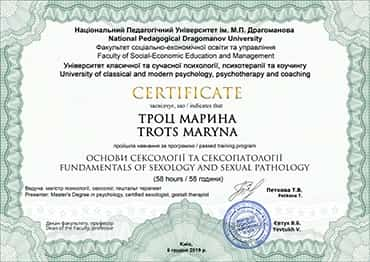 Національний Педагогічний Університет ім. М.П. Драгоманова
National Pedagogical Dragomanov University
Факультет соціально-економічної освіти та управління
Faculty of Social-Economic Education and Management
Університет класичної та сучасної психології, психотерапії та коучингу
University of classical and modern psychology, psychotherapy and coaching
CERTIFICATE
засвідчує, що / indicates that
ТРОЦ МАРИНА
TROTS MARYNA
пройшла навчання за програмою / passed training program
ОСНОВИ СЕКСОЛОГІЇ ТА СЕКСОПАТОЛОГІЇ
FUNDAMENTALS OF SEXOLOGY AND SEXUAL PATHOLOGY
(58 hours / 58 годин)
Ведуча: магістр психології, сексолог, гештальт терапевт
Presenter: Master's Degree in psychology, certified sexologist, gestalt therapist
Петкова Т.В.
Petkova T.
Декан факультету, професор
Dean of the Faculty, professor
Євтух В.Б.
Yevtukh V.
Київ,
2019 р.